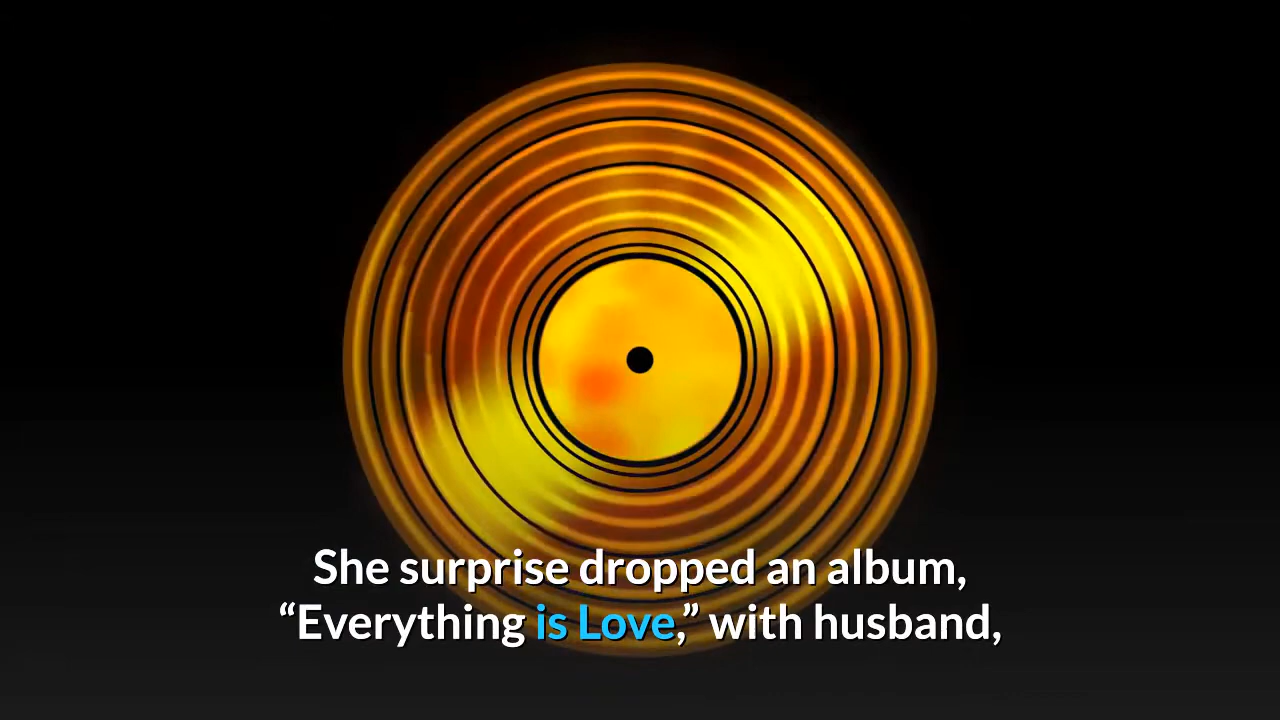 She surprise dropped an album,
“Everything is Love,” with husband,